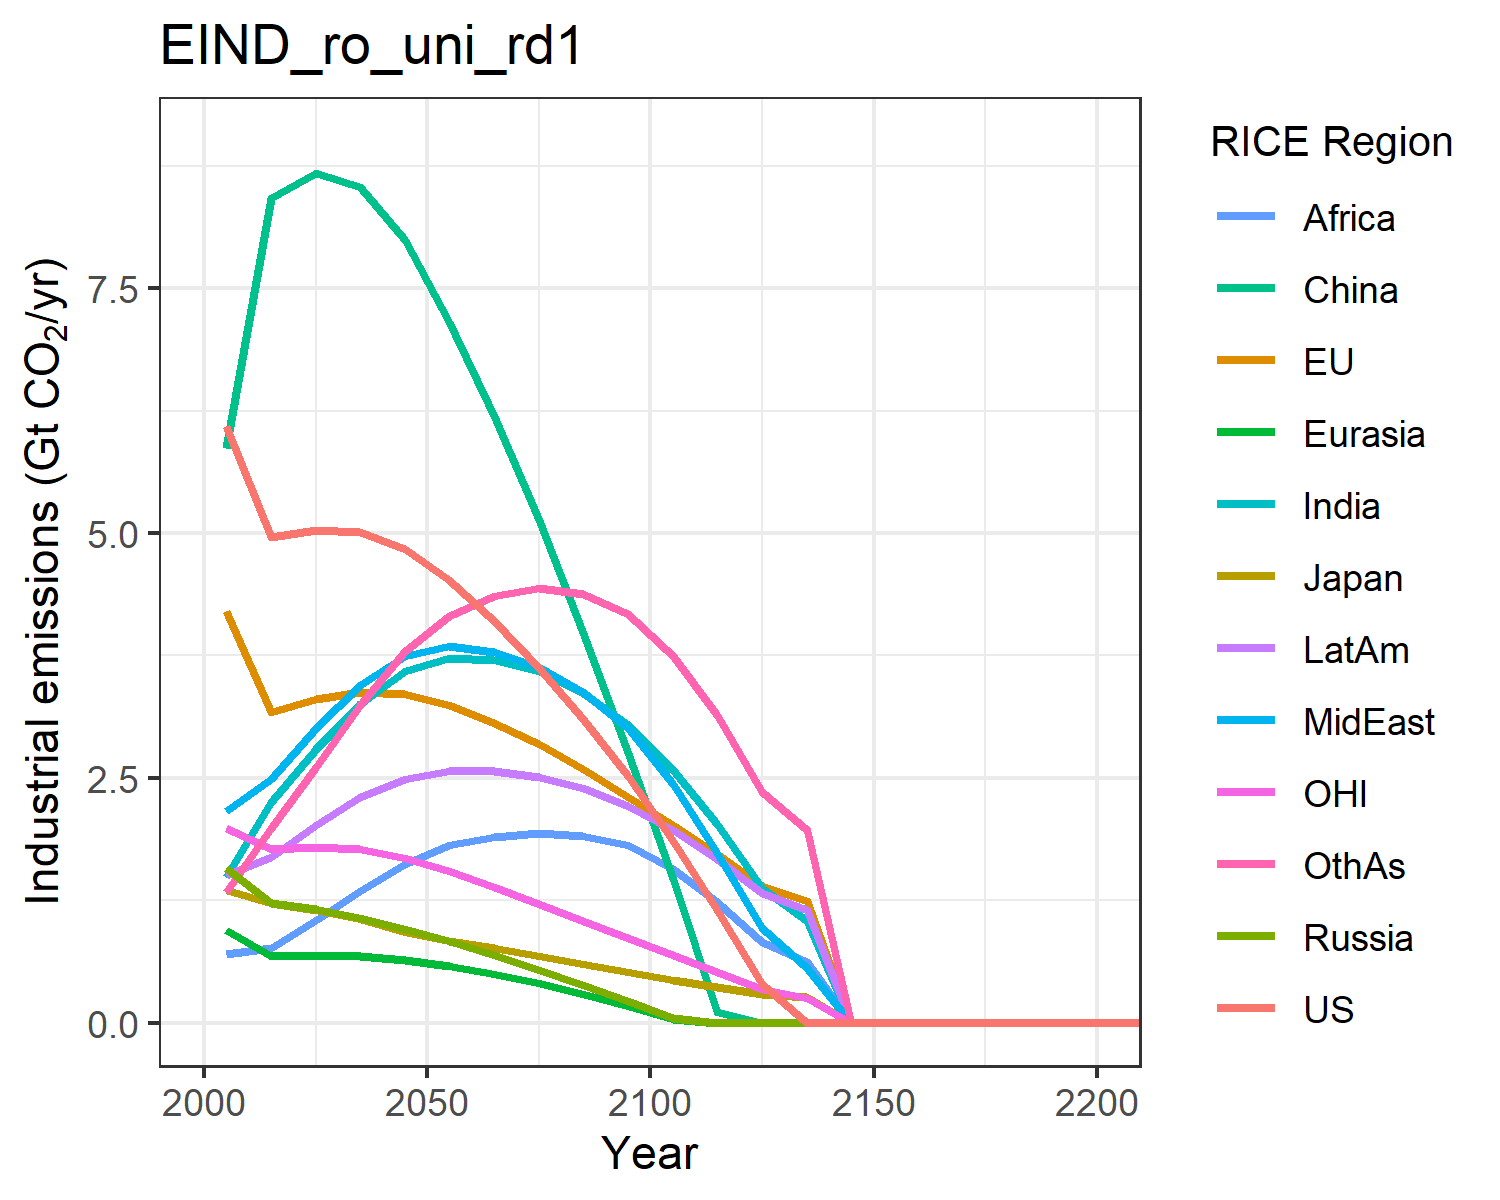 EIND_ro_uni_rd1
Industrial emissions (Gt CO₂/yr)
7.5
5.0
2.5
0.0
2000 2050 2100 2150 2200
Year
RICE Region
Africa
China
EU
Eurasia
India
Japan
LatAm
MidEast
OHI
OthAs
Russia
US